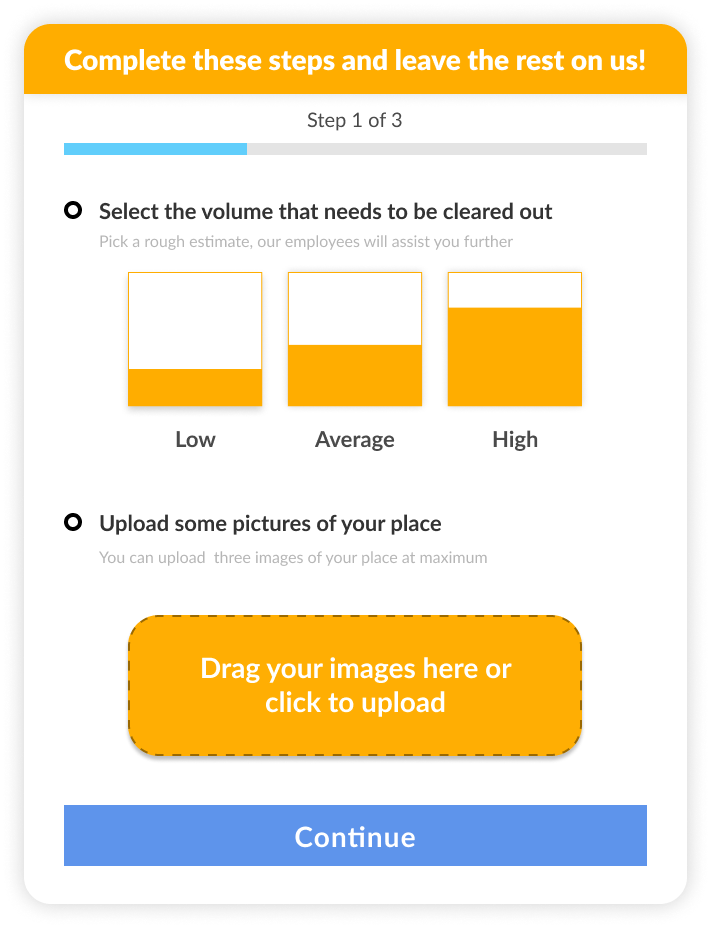 Complete these steps and leave the rest on us!
Step 1 of 3
Select the volume that needs to be cleared out
Pick a rough estimate, our employees will assist you further
Low
Average
High
Upload some pictures of your place
You can upload  three images of your place at maximum
Drag your images here or
click to upload
Continue